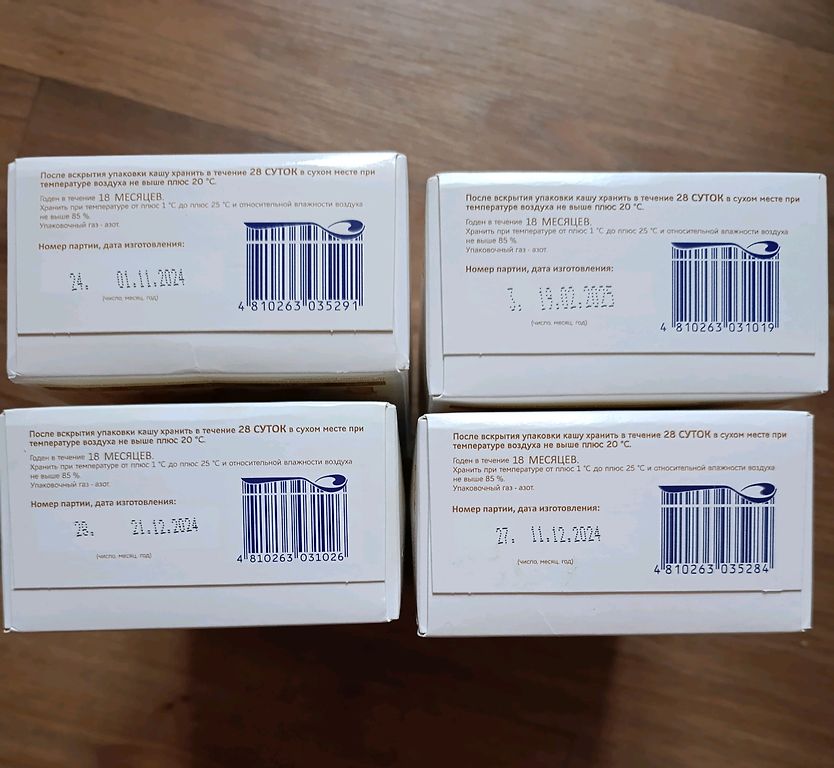 После вскрытия упаковки кашу хранить в течение 28 СУТОК в сухом месте при
температуре воздуха не выше плюс 20 °С.
Годен в течение 18 МЕСЯЦЕВ.
Хранить при температуре от плюс 1 °С до плюс 25 °С и относительной влажности воздуха
не выше 85 %.
Упаковочный газ - азот.
Номер партии, дата изготовления:
24. 01.11.2024
(число, месяц, год)
4 810263 035291
После вскрытия упаковки кашу хранить в течение 28 СУТОК в сухом месте при
температуре воздуха не выше плюс 20 °С.
Годен в течение 18 МЕСЯЦЕВ.
Хранить при температуре от плюс 1 °С до плюс 25 °С и относительной влажности воздуха
не выше 85 %.
Упаковочный газ - азот.
Номер партии, дата изготовления:
3. 19.02.2025
(число, месяц, год)
4 810263 031019
После вскрытия упаковки кашу хранить в течение 28 СУТОК в сухом месте при
температуре воздуха не выше плюс 20 °С.
Годен в течение 18 МЕСЯЦЕВ.
Хранить при температуре от плюс 1 °С до плюс 25 °С и относительной влажности воздуха
не выше 85 %.
Упаковочный газ - азот.
Номер партии, дата изготовления:
28. 21.12.2024
(число, месяц, год)
4 810263 031026
После вскрытия упаковки кашу хранить в течение 28 СУТОК в сухом месте при
температуре воздуха не выше плюс 20 °С.
Годен в течение 18 МЕСЯЦЕВ.
Хранить при температуре от плюс 1 °С до плюс 25 °С и относительной влажности воздуха
не выше 85 %.
Упаковочный газ - азот.
Номер партии, дата изготовления:
27. 11.12.2024
(число, месяц, год)
4 810263 035284